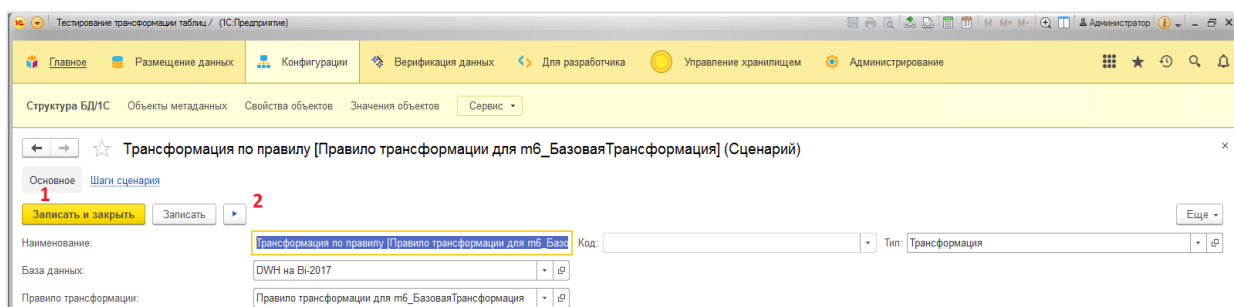 Тестирование трансформации таблиц / (1С:Предприятие) M M+ M- Администратор
Главное Размещение данных Конфигурации Верификация данных Для разработчика Управление хранилищем Администрирование
Структура БД/1С Объекты метаданных Свойства объектов Значения объектов Сервис
Трансформация по правилу [Правило трансформации для m6_БазоваяТрансформация] (Сценарий)
Основное Шаги сценария
1 2
Записать и закрыть Записать Еще
Наименование: Трансформация по правилу [Правило трансформации для m6_Базо Код: Тип: Трансформация
База данных: DWH на Bi-2017
Правило трансформации: Правило трансформации для m6_БазоваяТрансформация